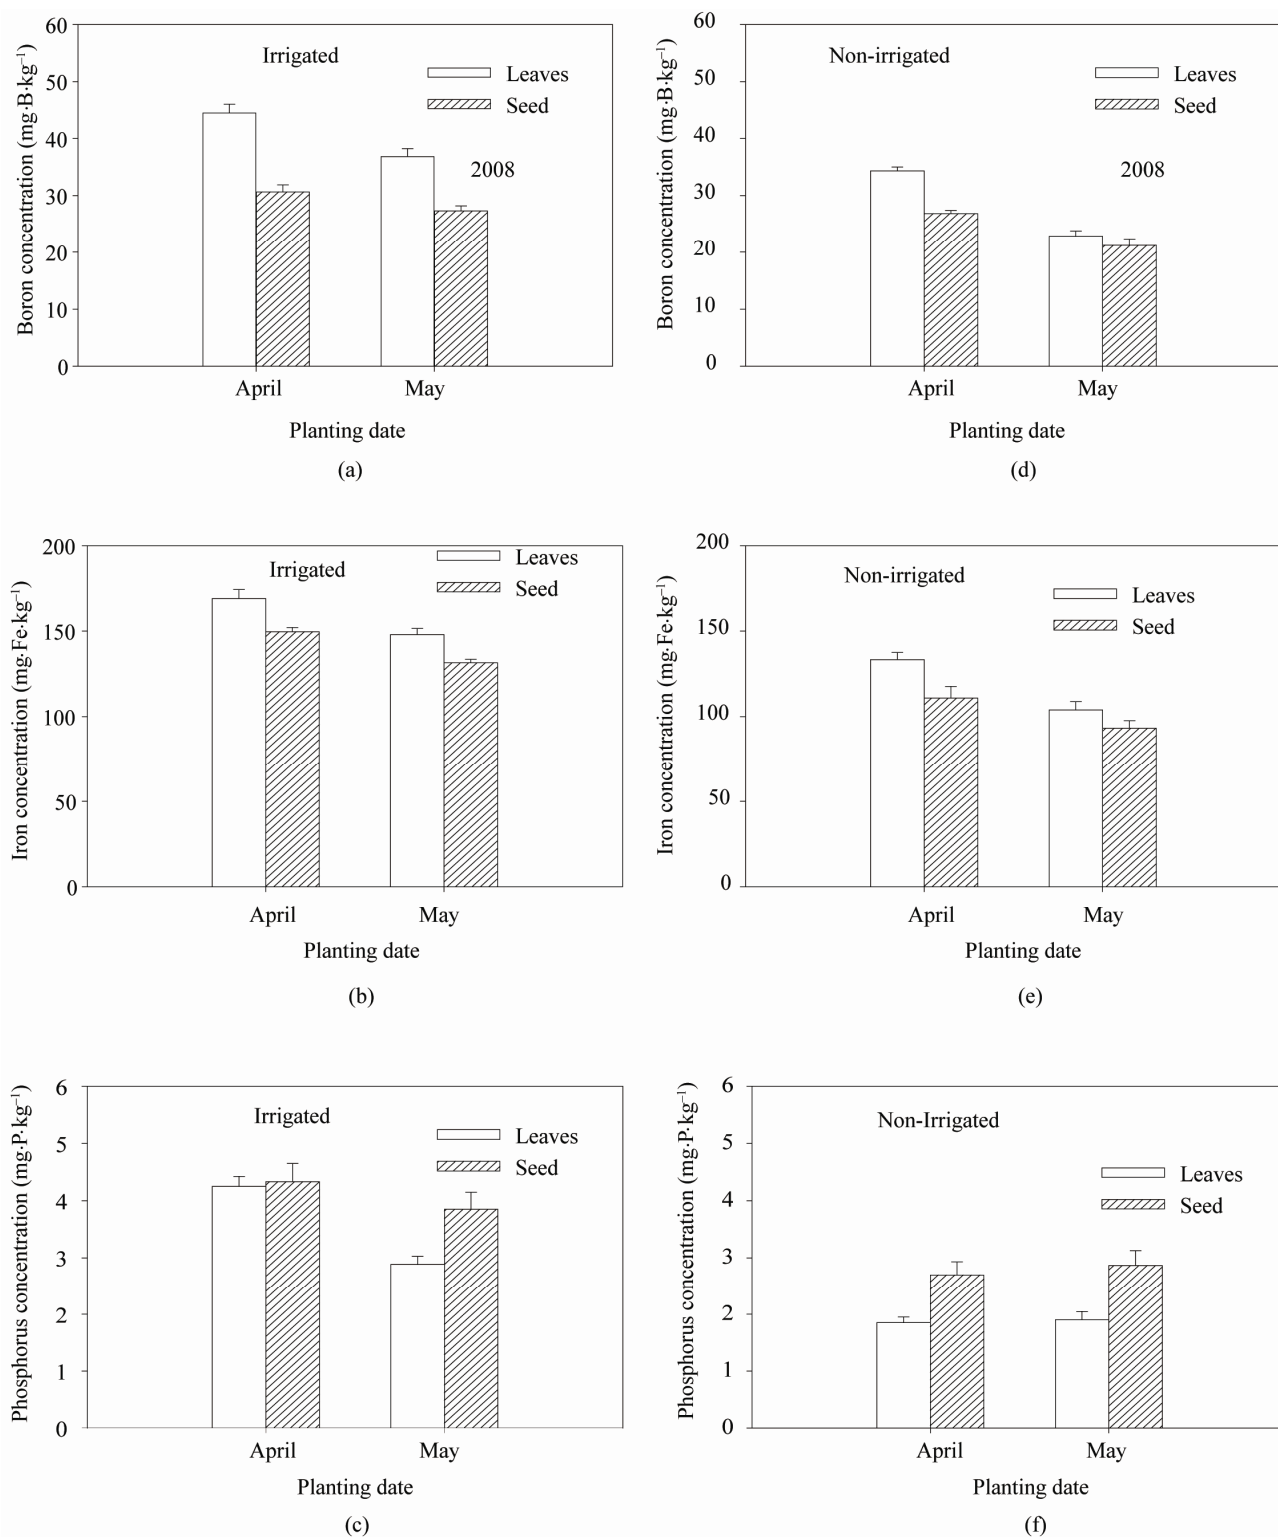 60
50
40
30
20
10
0
Boron concentration (mg·B·kg⁻¹)
Irrigated
Leaves
Seed
2008
April
May
Planting date
(a)
60
50
40
30
20
10
0
Boron concentration (mg·B·kg⁻¹)
Non-irrigated
Leaves
Seed
2008
April
May
Planting date
(d)
200
150
100
50
0
Iron concentration (mg·Fe·kg⁻¹)
Irrigated
Leaves
Seed
April
May
Planting date
(b)
200
150
100
50
0
Iron concentration (mg·Fe·kg⁻¹)
Non-irrigated
Leaves
Seed
April
May
Planting date
(e)
6
5
4
3
2
1
0
Phosphorus concentration (mg·P·kg⁻¹)
Irrigated
Leaves
Seed
April
May
Planting date
(c)
6
5
4
3
2
1
0
Phosphorus concentration (mg·P·kg⁻¹)
Non-Irrigated
Leaves
Seed
April
May
Planting date
(f)